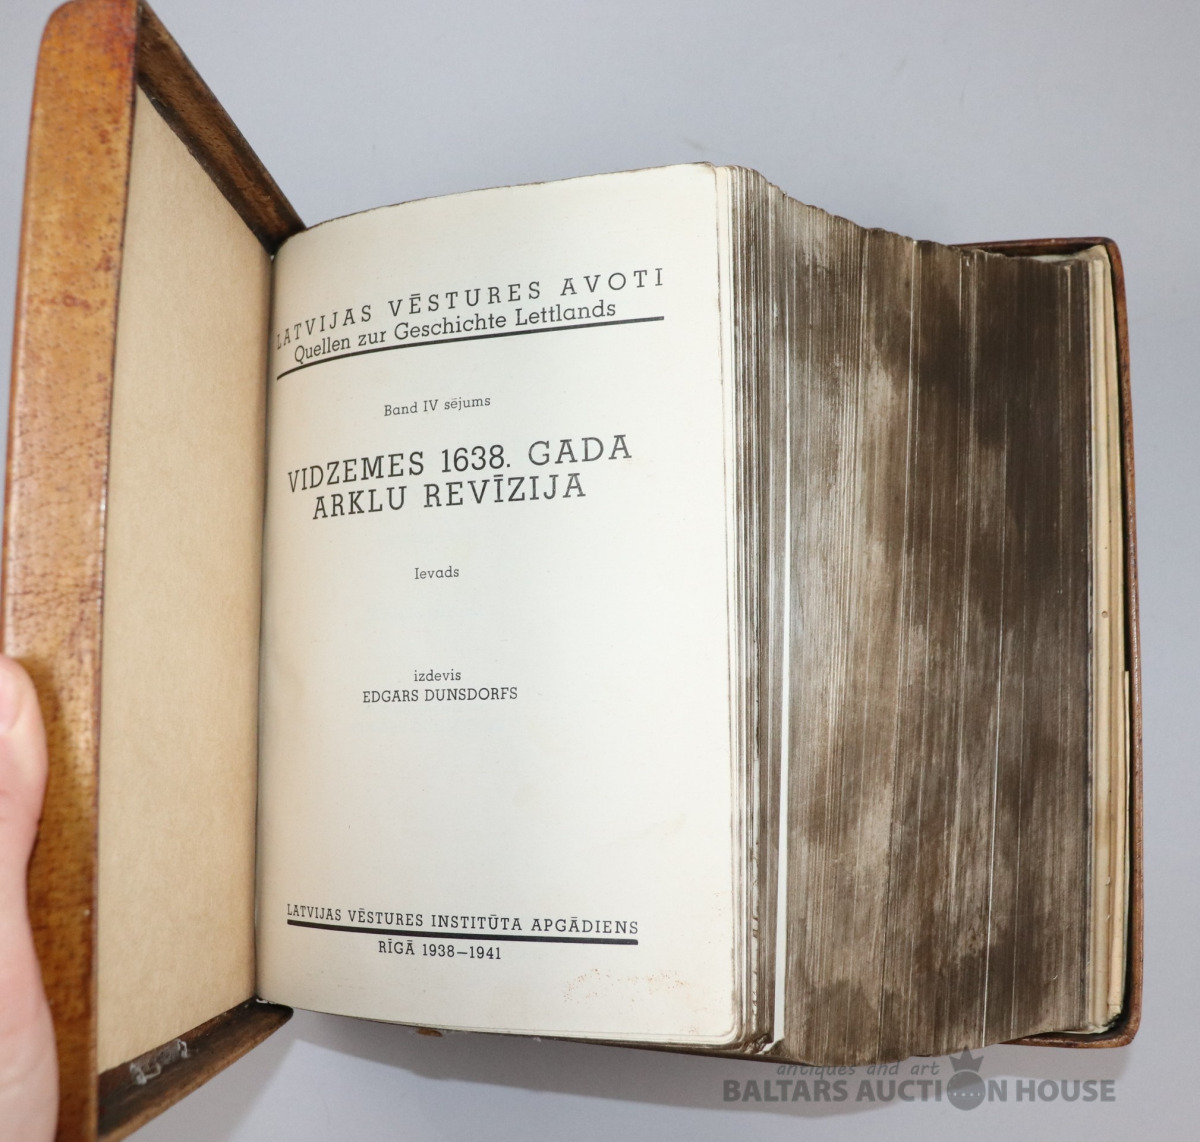 LATVIJAS VĒSTURES AVOTI
Quellen zur Geschichte Lettlands
Band IV sējums
VIDZEMES 1638. GADA
ARKLU REVĪZIJA
Ievads
izdevis
EDGARS DUNSDORFS
LATVIJAS VĒSTURES INSTITŪTA APGĀDIENS
RĪGĀ 1938—1941
antiques and art
BALTARS AUCTION HOUSE